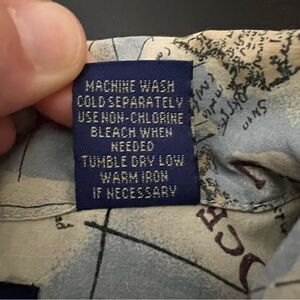 MACHINE WASH
COLD SEPARATELY
USE NON-CHLORINE
BLEACH WHEN
NEEDED
TUMBLE DRY LOW
WARM IRON
IF NECESSARY